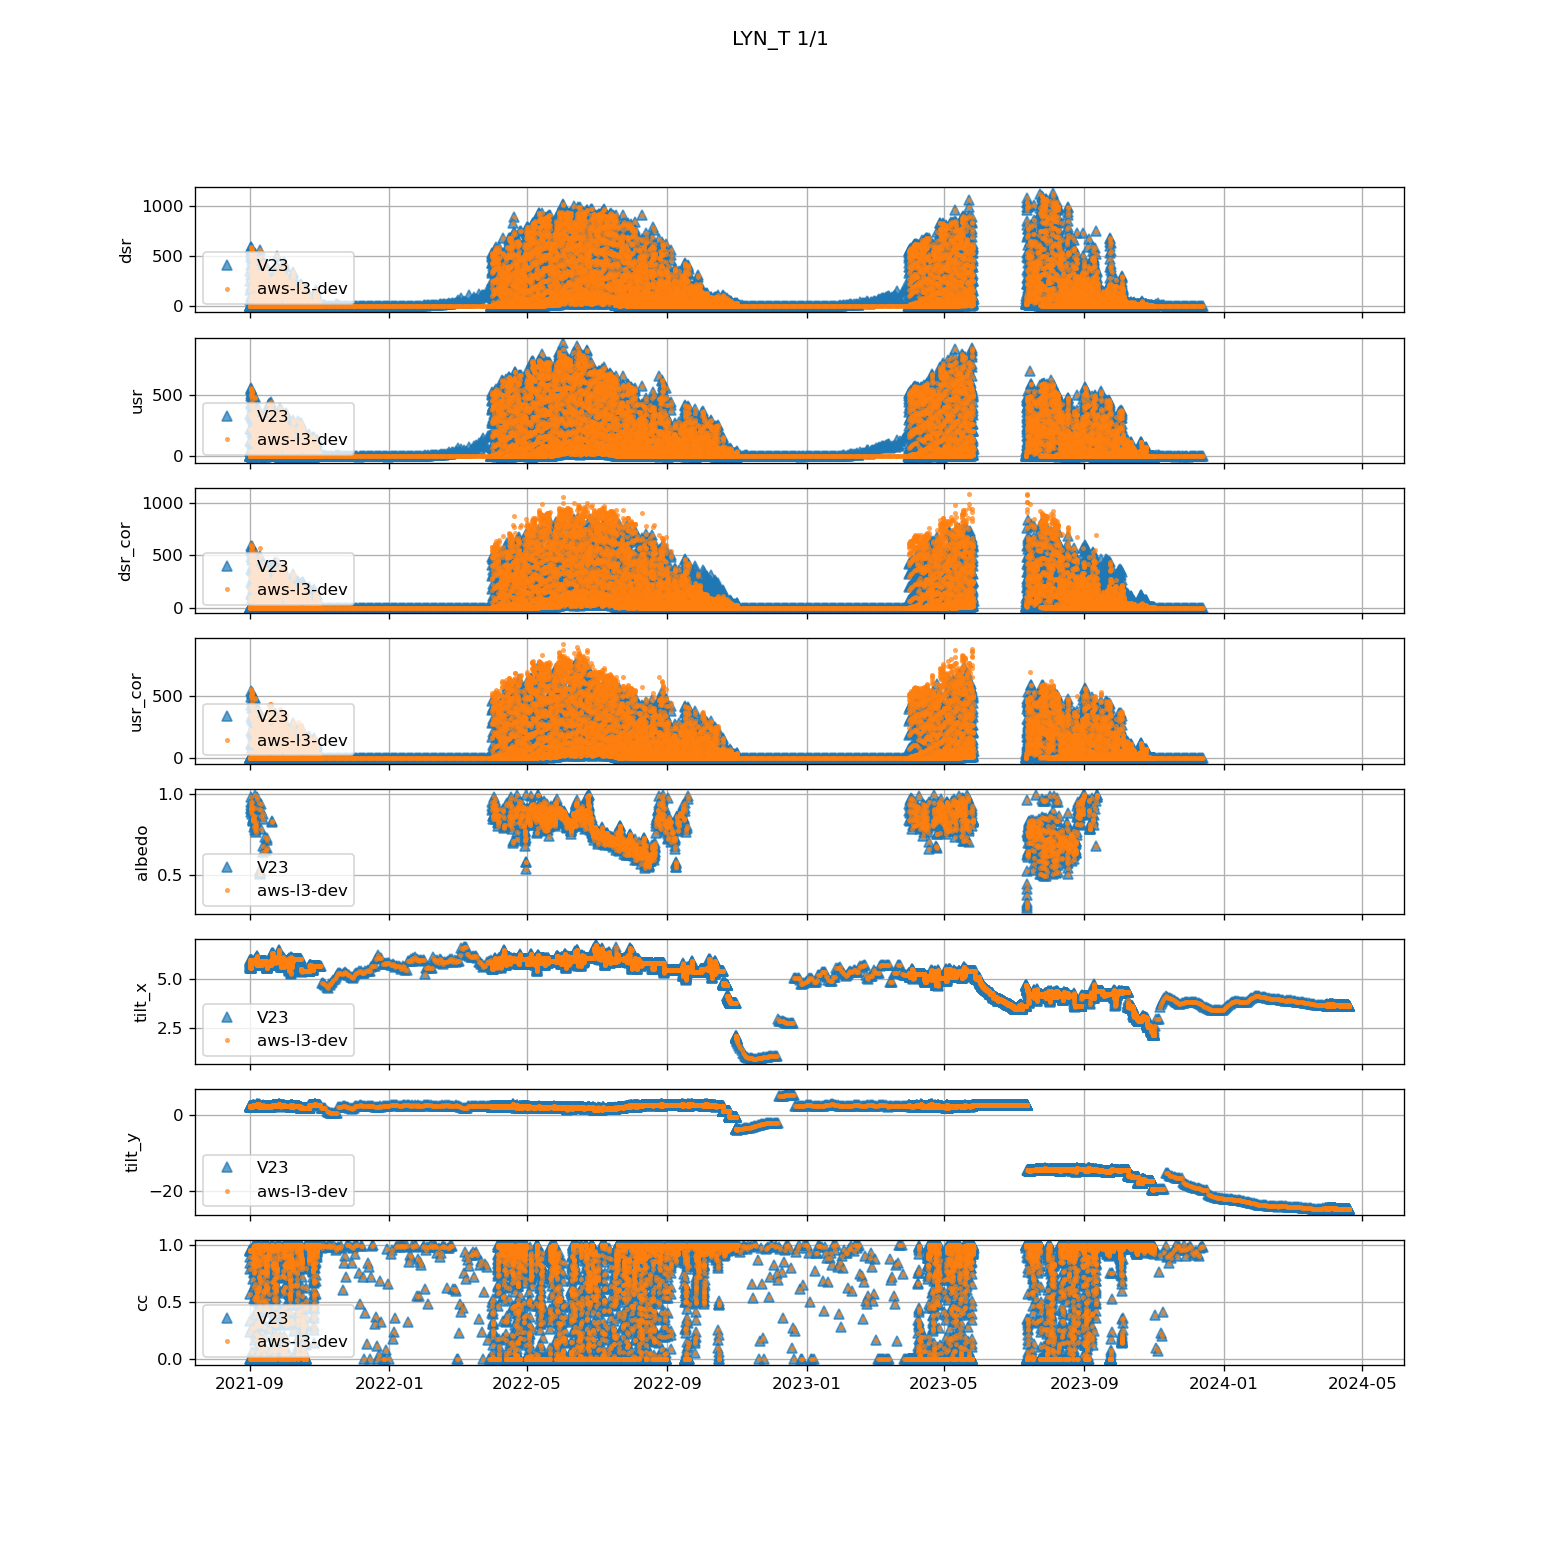 LYN_T 1/1
dsr
1000
500
0
V23
aws-l3-dev
usr
500
0
V23
aws-l3-dev
dsr_cor
1000
500
0
V23
aws-l3-dev
usr_cor
500
0
V23
aws-l3-dev
albedo
1.0
0.5
V23
aws-l3-dev
tilt_x
5.0
2.5
V23
aws-l3-dev
tilt_y
0
−20
V23
aws-l3-dev
cc
1.0
0.5
0.0
V23
aws-l3-dev
2021-09 2022-01 2022-05 2022-09 2023-01 2023-05 2023-09 2024-01 2024-05